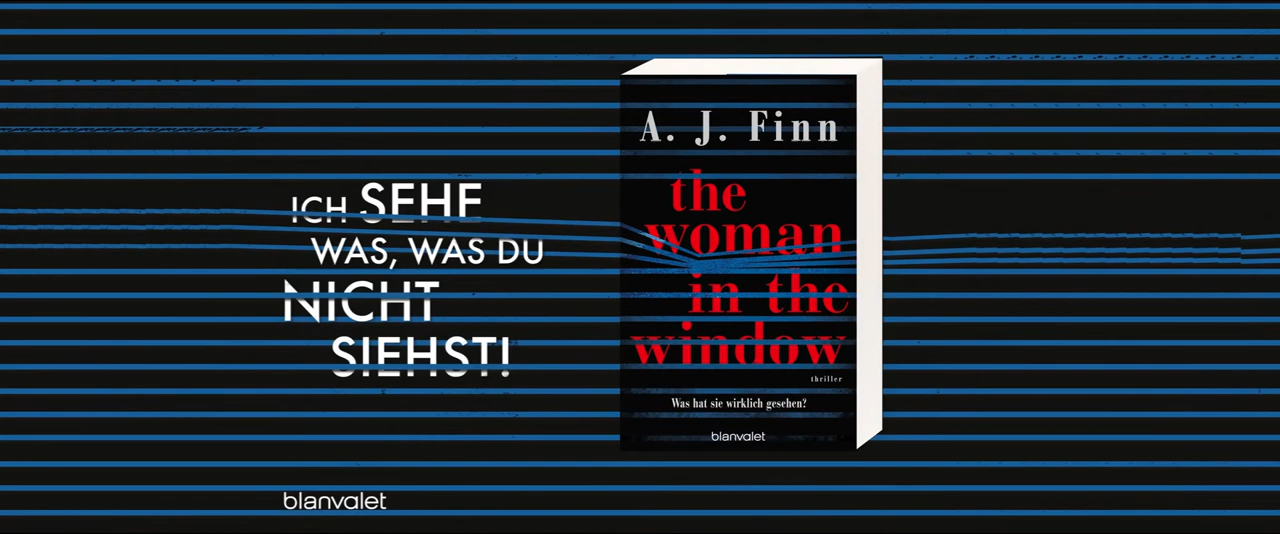 ICH SEHE
WAS, WAS DU
NICHT
SIEHST!
blanvalet
A. J. Finn
the
woman
in the
window
thriller
Was hat sie wirklich gesehen?
blanvalet